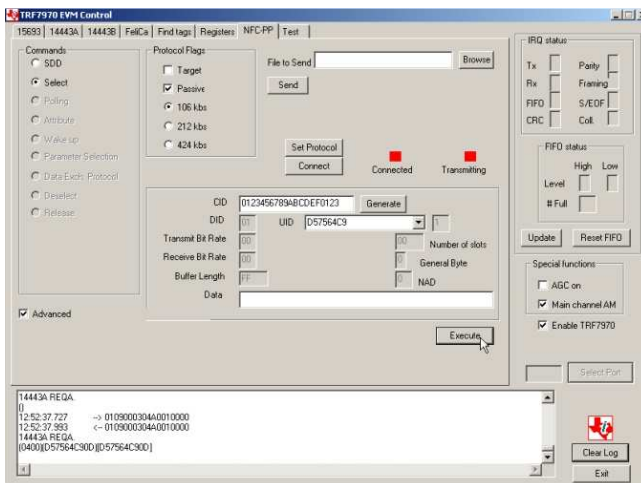 TRF7970 EVM Control
15693
14443A
14443B
FeliCa
Find tags
Registers
NFC-PP
Test
Commands
SDD
Select
Polling
Attribute
Wake up
Parameter Selection
Data Exch. Protocol
Deselect
Release
Advanced
Protocol Flags
Target
Passive
106 kbs
212 kbs
424 kbs
File to Send
Browse
Send
Set Protocol
Connect
Connected
Transmitting
CID 0123456789ABCDEF0123 Generate
DID 01 UID D57564C9 1
Transmit Bit Rate 00 00 Number of slots
Receive Bit Rate 00 0 General Byte
Buffer Length FF 0 NAD
Data
Execute
IRQ status
Tx Parity
Rx Framing
FIFO S/EOF
CRC Coll.
FIFO status
High Low
Level
# Full
Update Reset FIFO
Special functions
AGC on
Main channel AM
Enable TRF7970
Select Port
14443A REQA.
()
12:52:37.727 --> 0109000304A0010000
12:52:37.993 <-- 0109000304A0010000
14443A REQA.
(0400)[D57564C90D][D57564C90D]
Clear Log
Exit